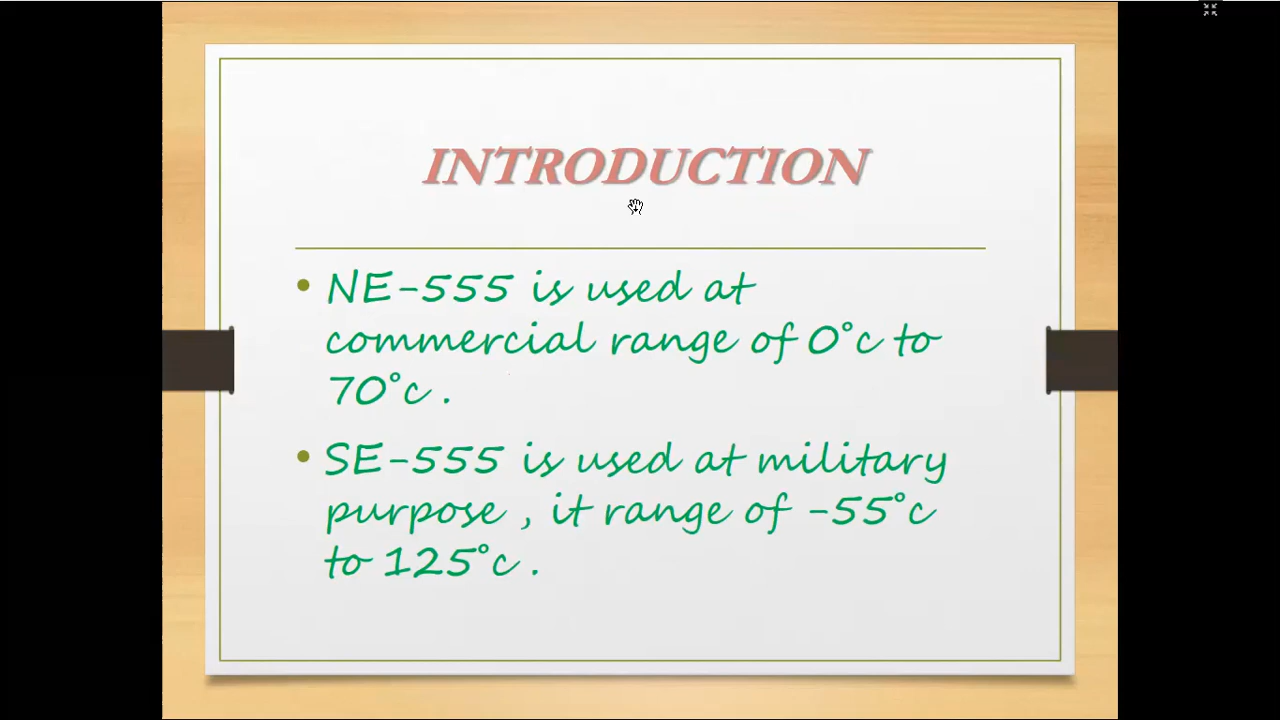 INTRODUCTION
• NE-555 is used at
commercial range of 0°c to
70°c .
• SE-555 is used at military
purpose , it range of -55°c
to 125°c .